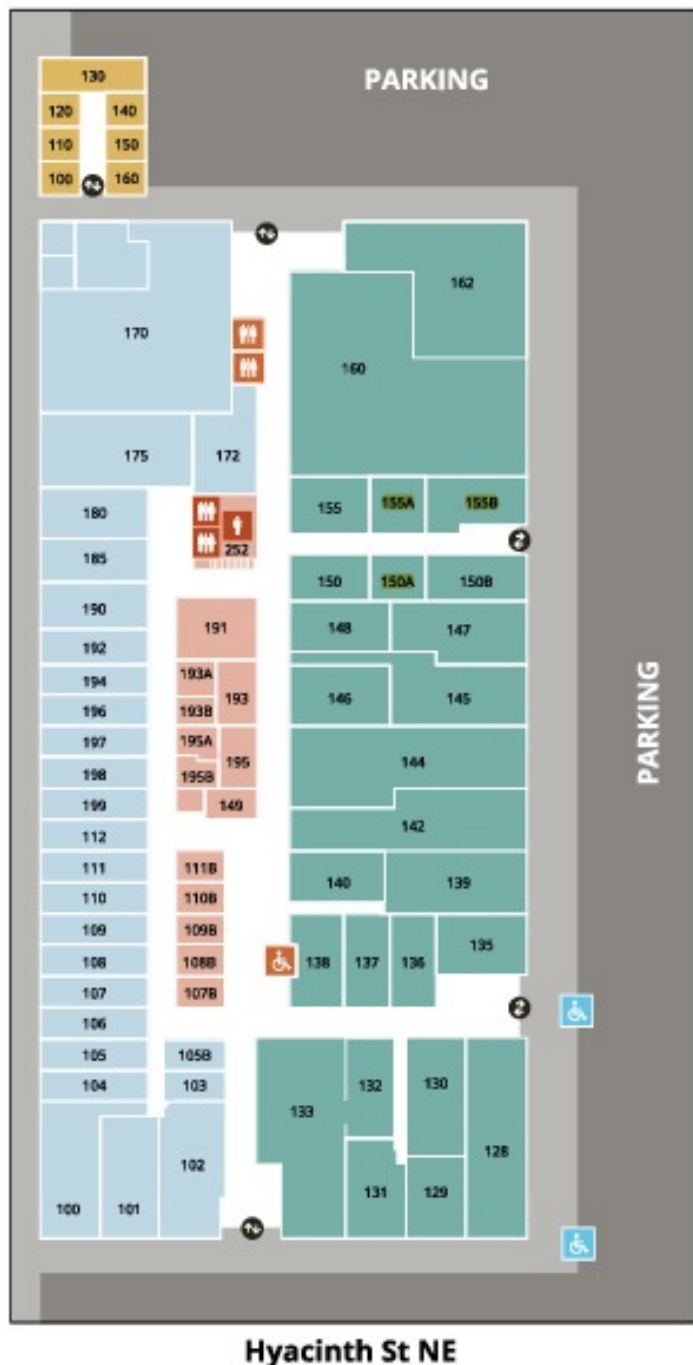 PARKING
130
120 140
110 150
100 160
162
170
160
175 172
155 155A 155B
180
252
185
150 150A 150B
190
191
148 147
192
193A
194
193
146 145
196 193B
197 195A
195
144
198 195B
199 149
142
112
111 111B
140 139
110 110B
109 109B
135
108 108B
138 137 136
107 107B
106
105 105B
132 130
104 103
133
128
102
131 129
100 101
PARKING
Hyacinth St NE